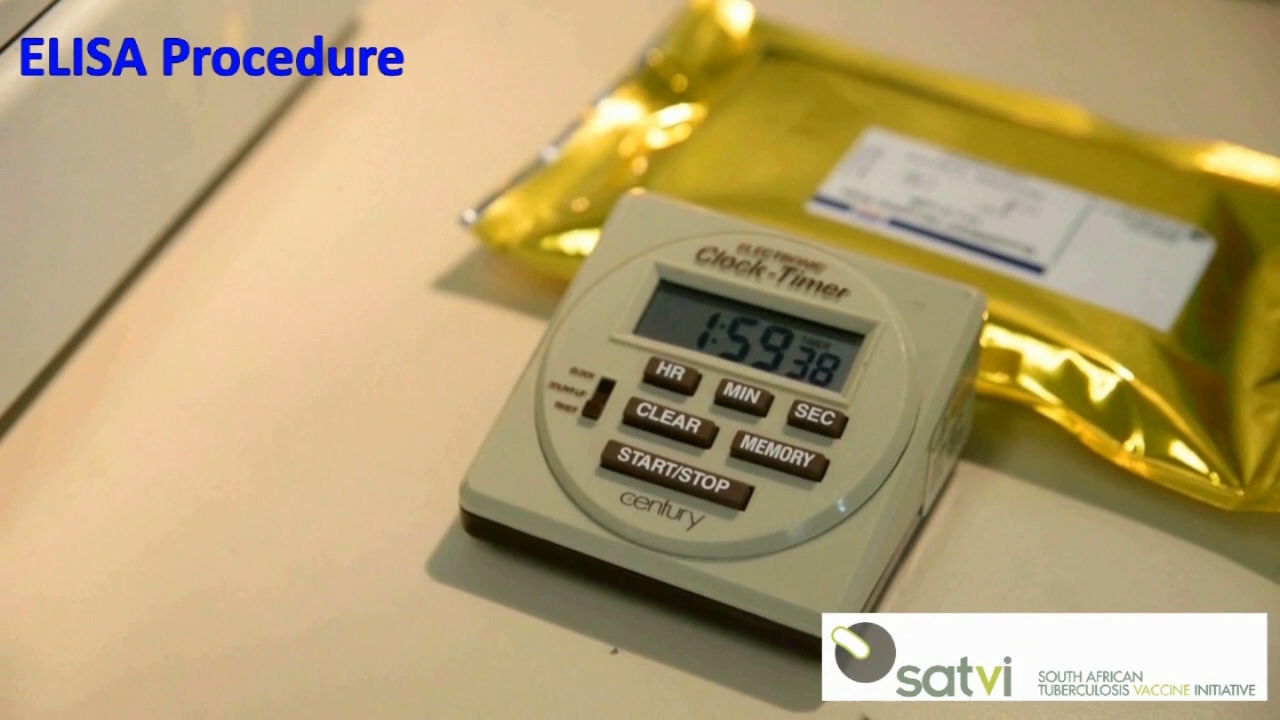 ELISA Procedure
ELECTRONIC
Clock-Timer
TIMER
1:59 38
HR MIN SEC
CLEAR MEMORY
START/STOP
century
satvi
SOUTH AFRICAN
TUBERCULOSIS VACCINE INITIATIVE